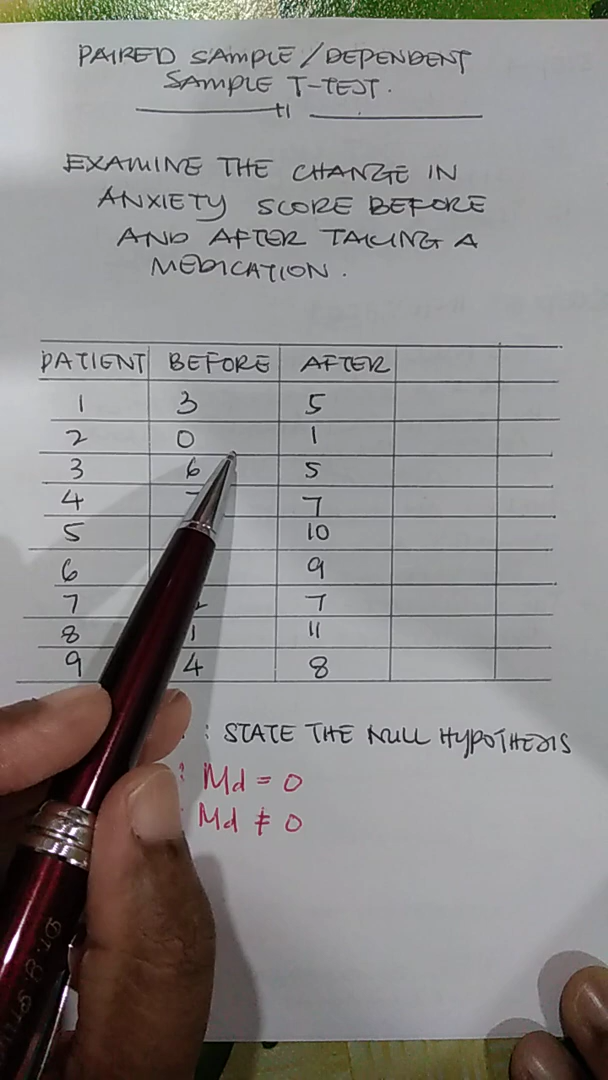 PAIRED SAMPLE/DEPENDENT
SAMPLE T-TEST.
EXAMINE THE CHANGE IN
ANXIETY SCORE BEFORE
AND AFTER TAKING A
MEDICATION.
PATIENT BEFORE AFTER
1 3 5
2 0 1
3 6 5
4 7
5 10
6 9
7 7
8 1 11
9 4 8
: STATE THE NULL HYPOTHESIS
: Md = 0
: Md ≠ 0